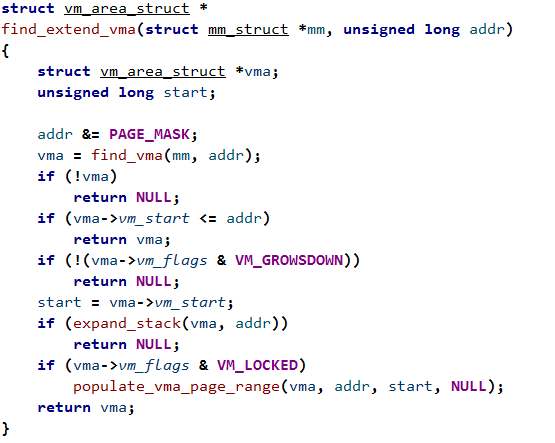 struct vm_area_struct *
find_extend_vma(struct mm_struct *mm, unsigned long addr)
{
    struct vm_area_struct *vma;
    unsigned long start;

    addr &= PAGE_MASK;
    vma = find_vma(mm, addr);
    if (!vma)
        return NULL;
    if (vma->vm_start <= addr)
        return vma;
    if (!(vma->vm_flags & VM_GROWSDOWN))
        return NULL;
    start = vma->vm_start;
    if (expand_stack(vma, addr))
        return NULL;
    if (vma->vm_flags & VM_LOCKED)
        populate_vma_page_range(vma, addr, start, NULL);
    return vma;
}